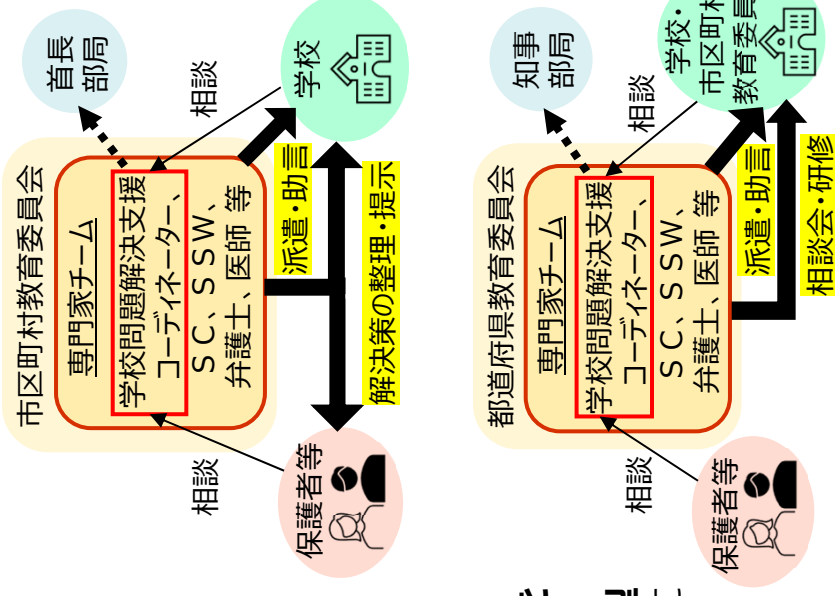 市区町村教育委員会
専門家チーム
学校問題解決支援
コーディネーター、
ＳＣ、ＳＳＷ、
弁護士、医師 等
首長
部局
相談
学校
派遣・助言
解決策の整理・提示
相談
保護者等
都道府県教育委員会
専門家チーム
学校問題解決支援
コーディネーター、
ＳＣ、ＳＳＷ、
弁護士、医師 等
知事
部局
相談
学校・
市区町村
教育委員
派遣・助言
相談会・研修
相談
保護者等